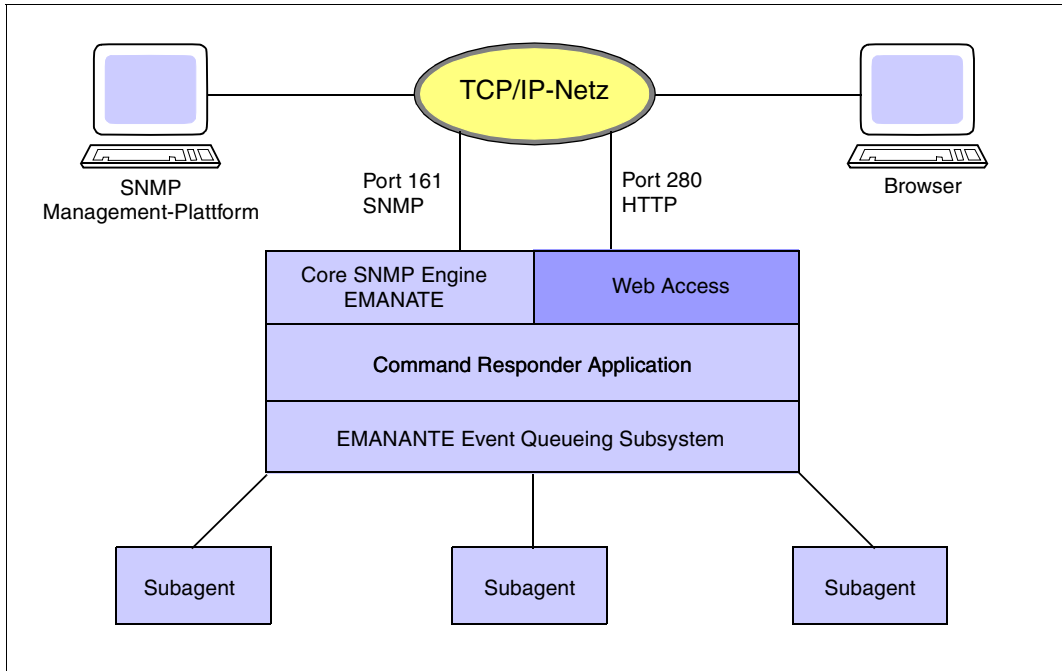 TCP/IP-Netz
SNMP
Management-Plattform
Port 161
SNMP
Port 280
HTTP
Browser
Core SNMP Engine
EMANATE
Web Access
Command Responder Application
EMANANTE Event Queueing Subsystem
Subagent
Subagent
Subagent